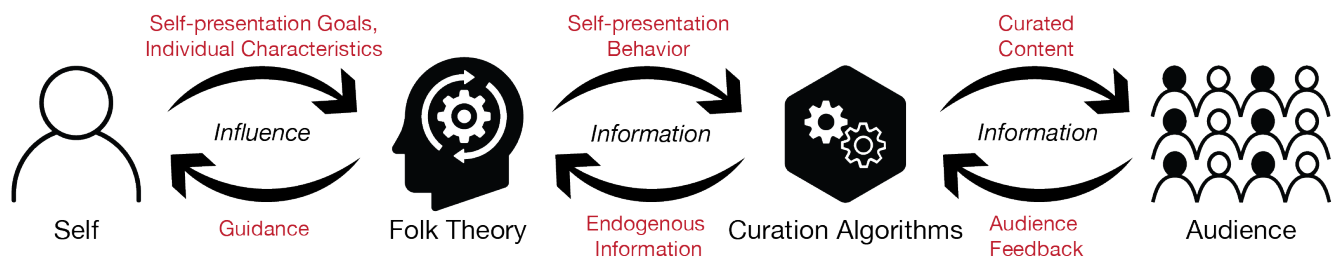 Self-presentation Goals,
Individual Characteristics
Self-presentation
Behavior
Curated
Content
Influence
Information
Information
Guidance
Endogenous
Information
Audience
Feedback
Self
Folk Theory
Curation Algorithms
Audience